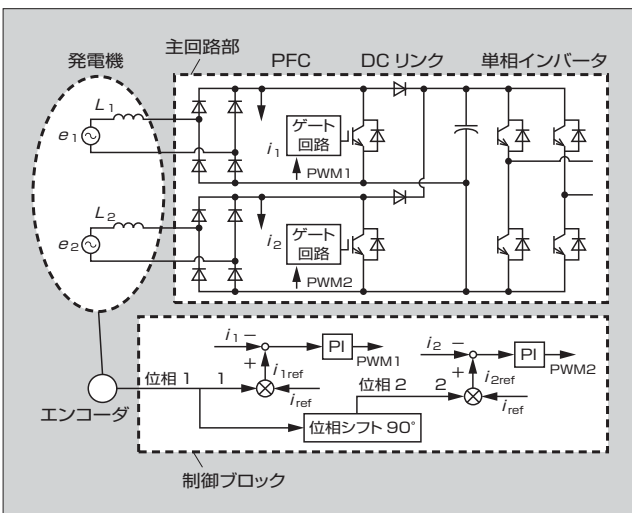 発電機
主回路部
PFC
DC リンク
単相インバータ
L1
e1
i1
ゲート
回路
PWM1
L2
e2
i2
ゲート
回路
PWM2
i1
−
+
i1ref
iref
PI
PWM1
i2
−
+
i2ref
iref
PI
PWM2
位相 1
1
位相 2
2
エンコーダ
位相シフト 90°
制御ブロック